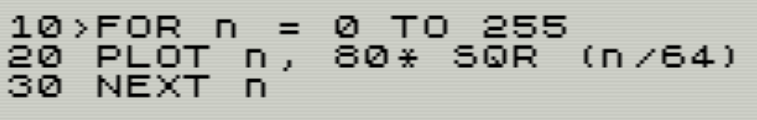 10>FOR n = 0 TO 255
20 PLOT n, 80* SQR (n/64)
30 NEXT n